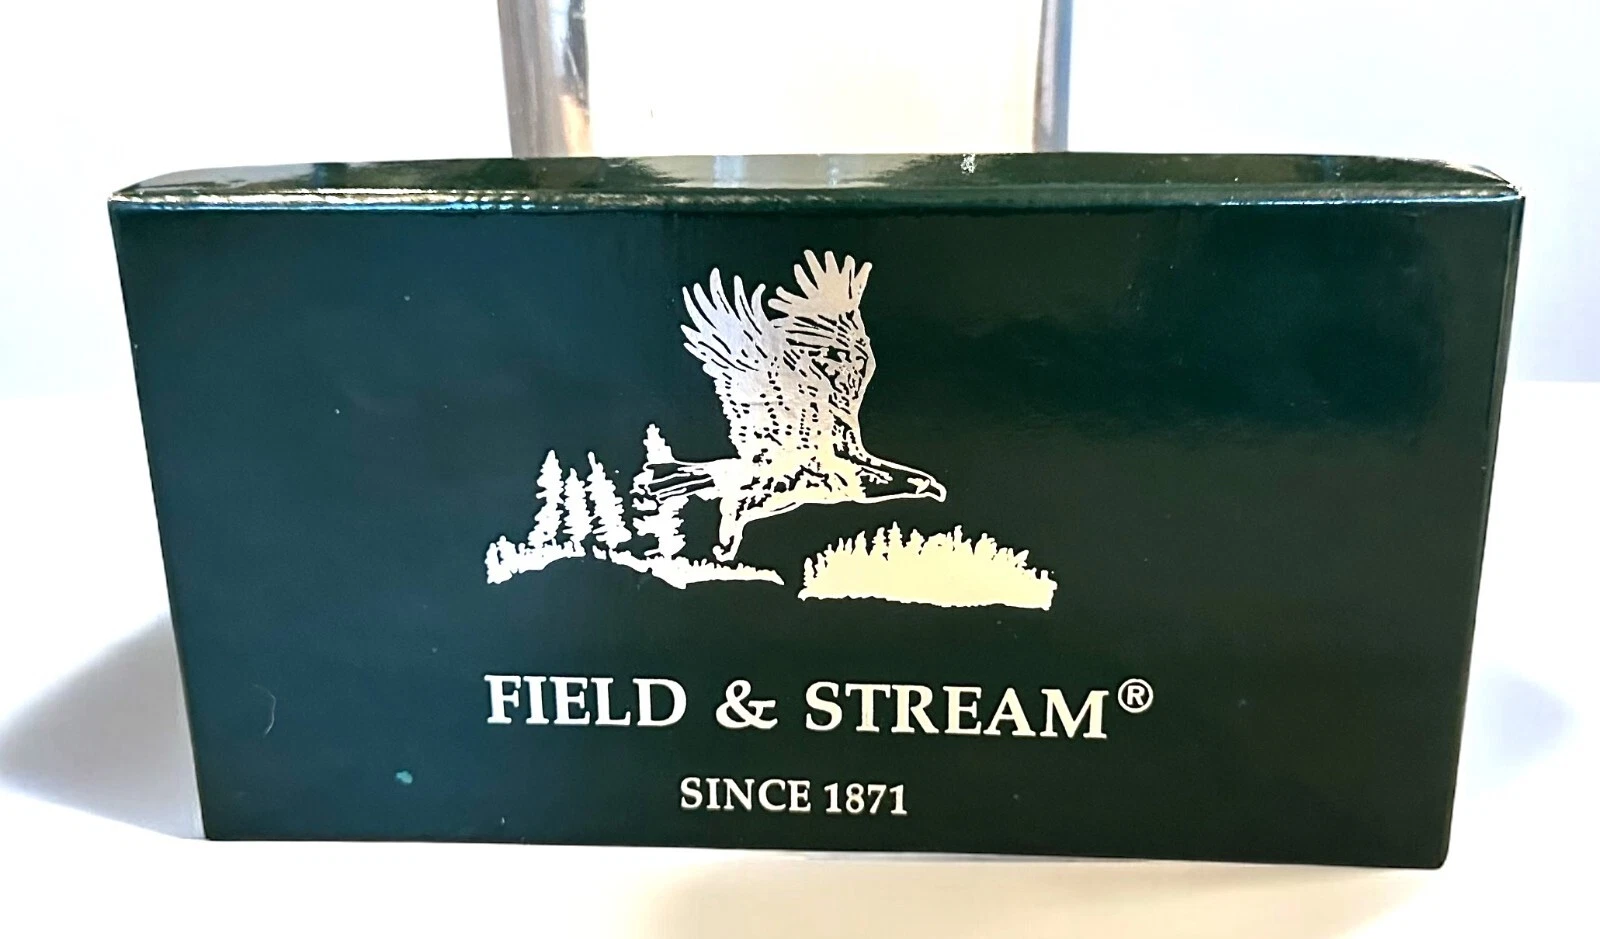 FIELD & STREAM®
SINCE 1871